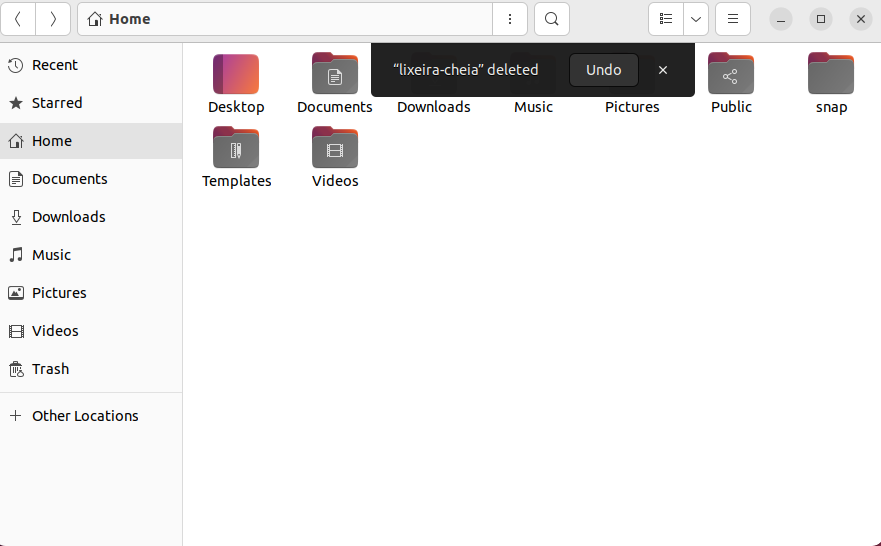 Home
Recent
Starred
Home
Documents
Downloads
Music
Pictures
Videos
Trash
Other Locations
“lixeira-cheia” deleted Undo
Desktop Documents Downloads Music Pictures Public snap
Templates Videos